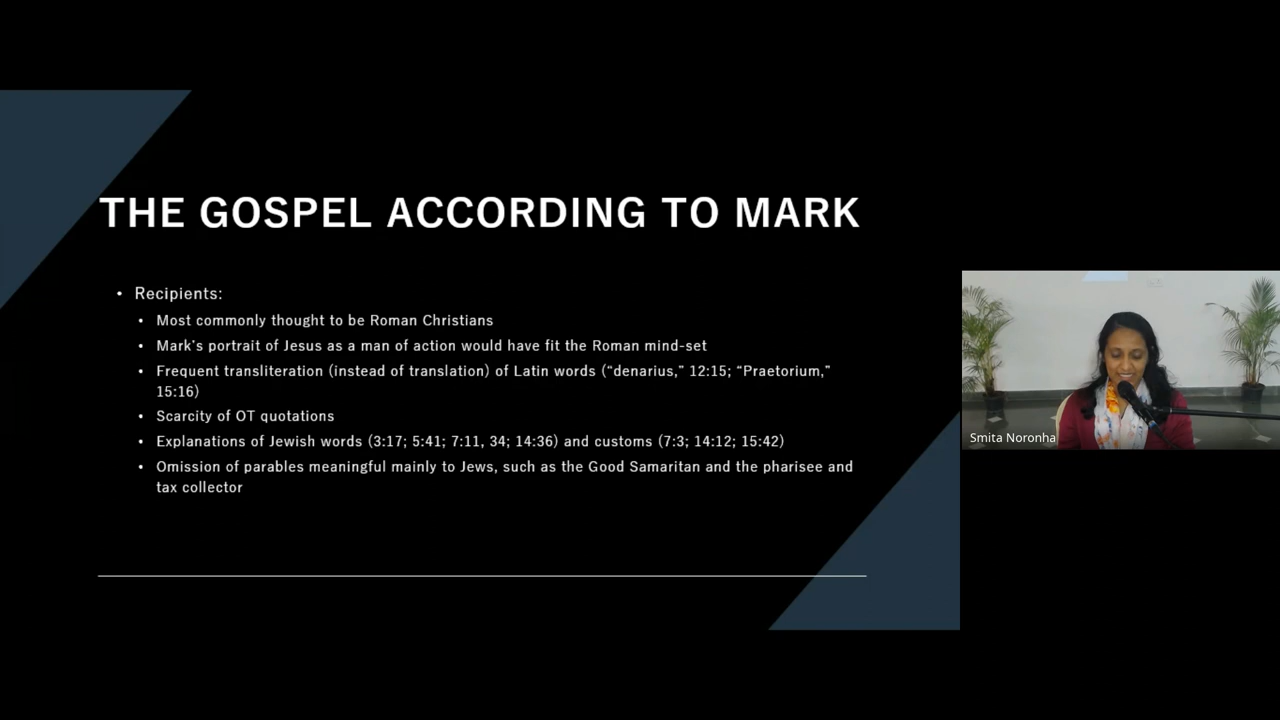 THE GOSPEL ACCORDING TO MARK
• Recipients:
• Most commonly thought to be Roman Christians
• Mark's portrait of Jesus as a man of action would have fit the Roman mind-set
• Frequent transliteration (instead of translation) of Latin words (“denarius,” 12:15; “Praetorium,”
15:16)
• Scarcity of OT quotations
• Explanations of Jewish words (3:17; 5:41; 7:11, 34; 14:36) and customs (7:3; 14:12; 15:42)
• Omission of parables meaningful mainly to Jews, such as the Good Samaritan and the pharisee and
tax collector
Smita Noronha